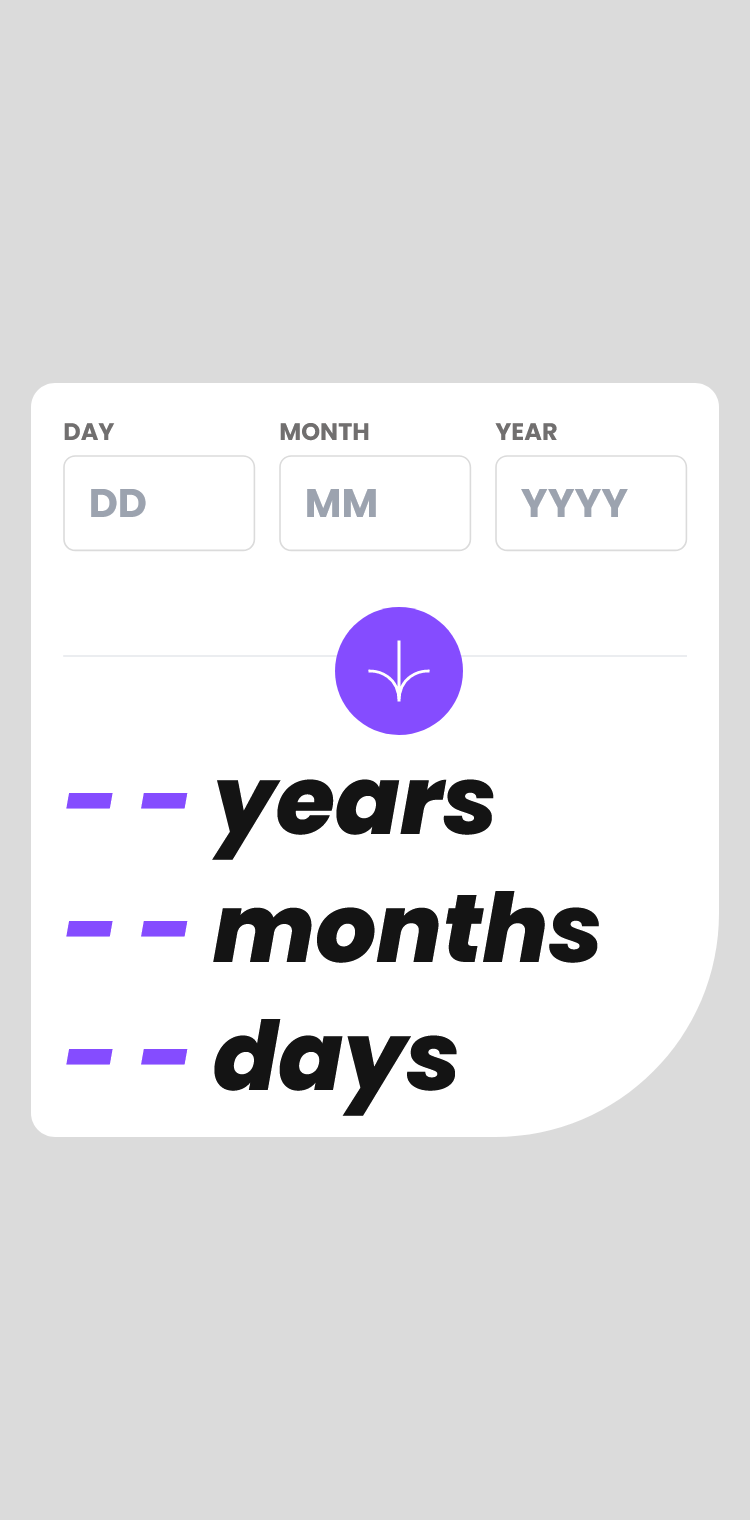 DAY MONTH YEAR
DD MM YYYY
- - years
- - months
- - days